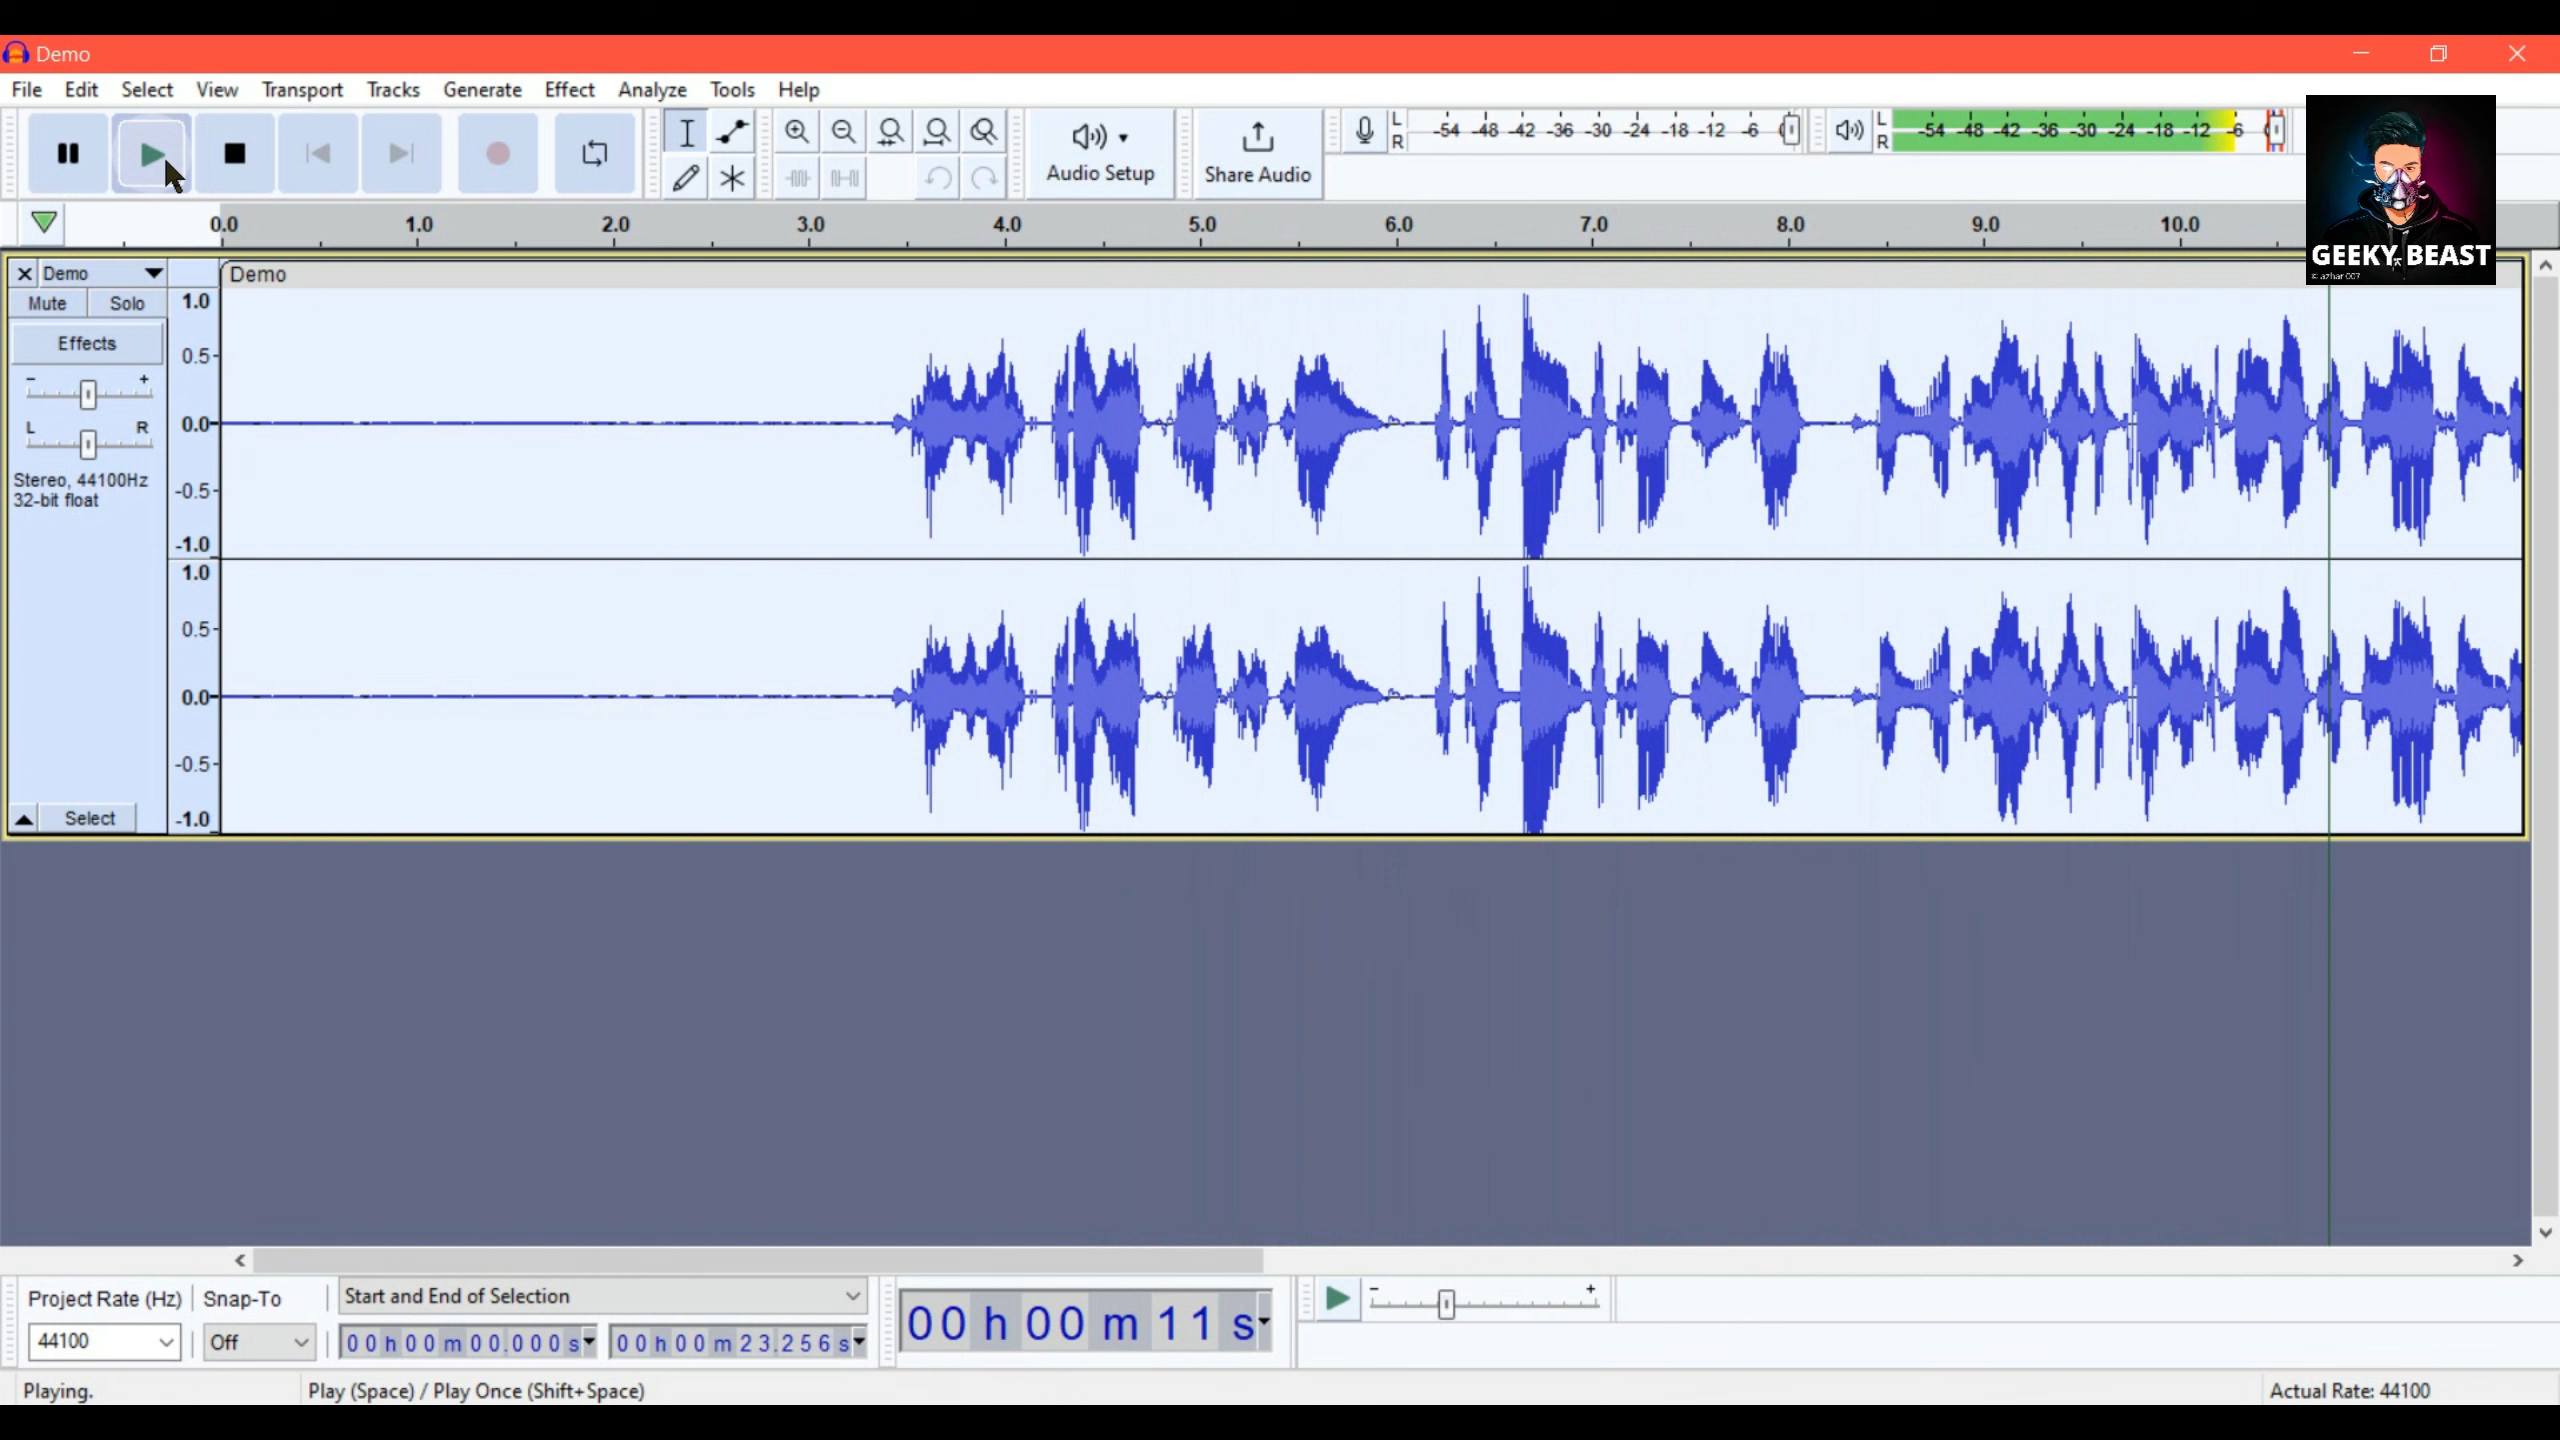 Demo
File Edit Select View Transport Tracks Generate Effect Analyze Tools Help
Audio Setup
Share Audio
L
R
-54 -48 -42 -36 -30 -24 -18 -12 -6 0
L
R
-54 -48 -42 -36 -30 -24 -18 -12 -6
0.0 1.0 2.0 3.0 4.0 5.0 6.0 7.0 8.0 9.0 10.0
GEEKY BEAST
© azhar 007
Demo
Demo
Mute Solo
Effects
- +
L R
Stereo, 44100Hz
32-bit float
Select
1.0
0.5
0.0
-0.5
-1.0
1.0
0.5
0.0
-0.5
-1.0
Project Rate (Hz) Snap-To Start and End of Selection
44100 Off 00 h 00 m 00.000 s 00 h 00 m 23.256 s
00 h 00 m 11 s
- +
Playing. Play (Space) / Play Once (Shift+Space) Actual Rate: 44100